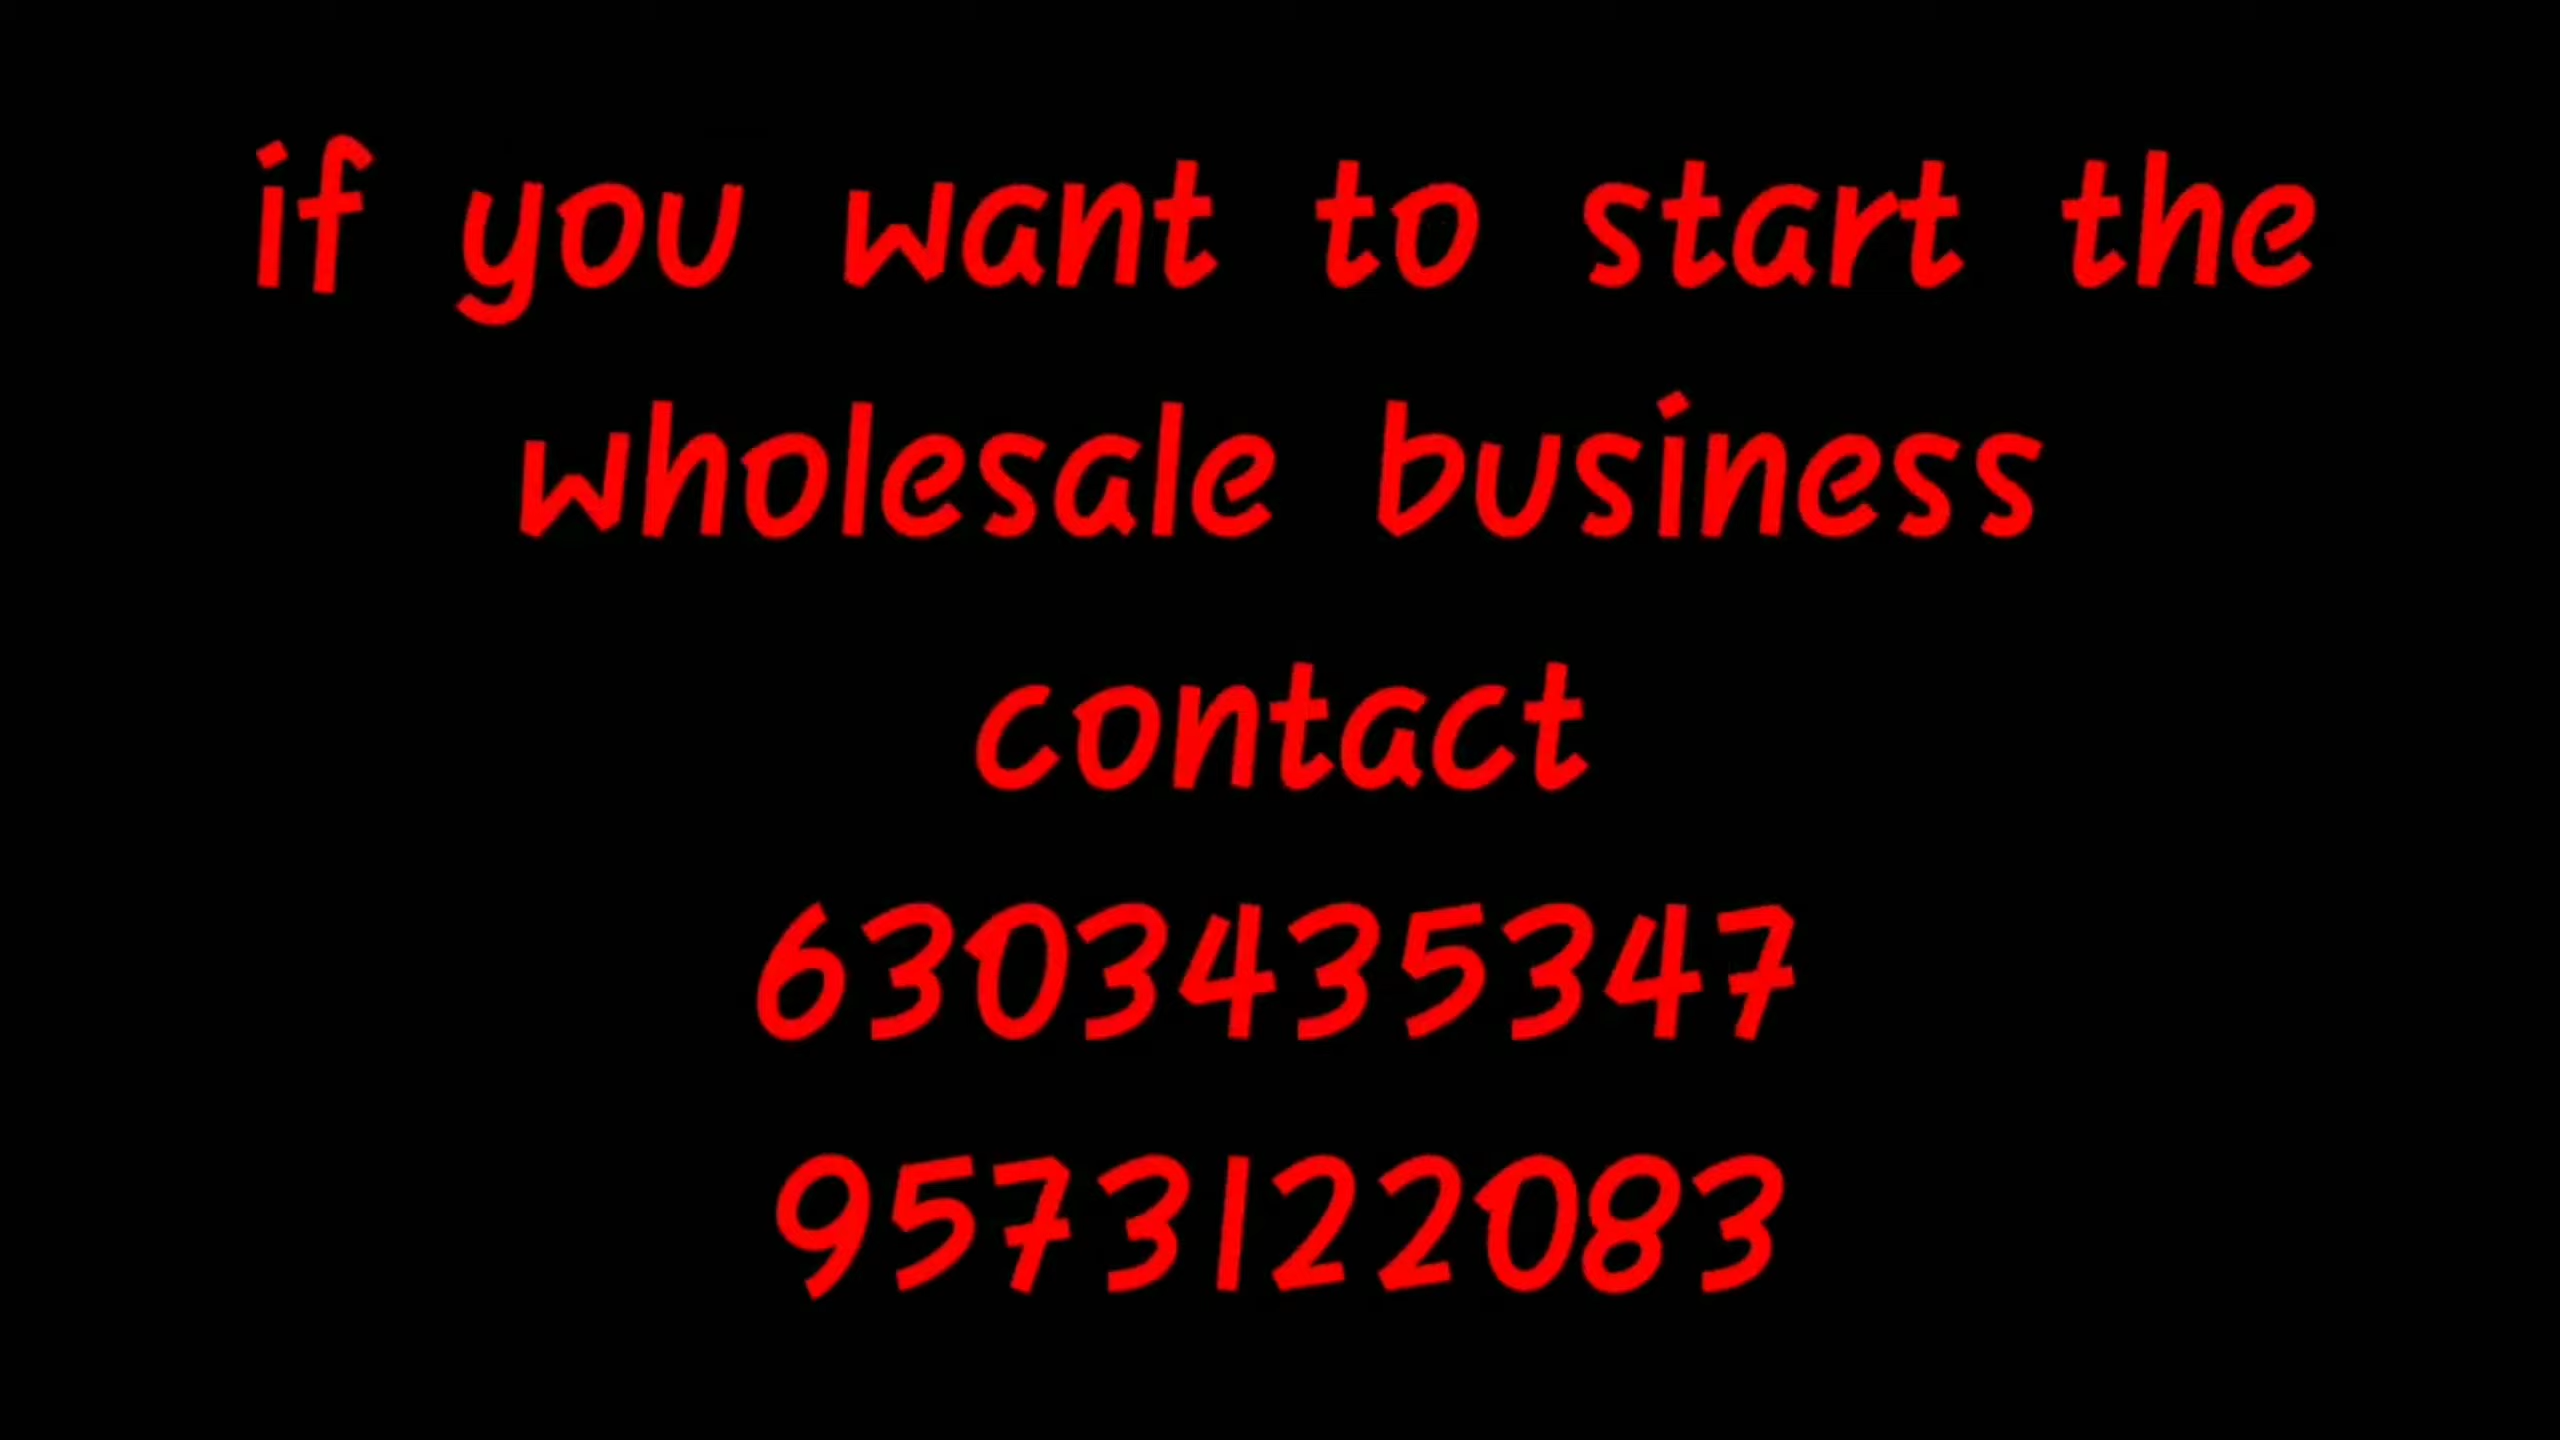 if you want to start the
wholesale business
contact
6303435347
9573122083